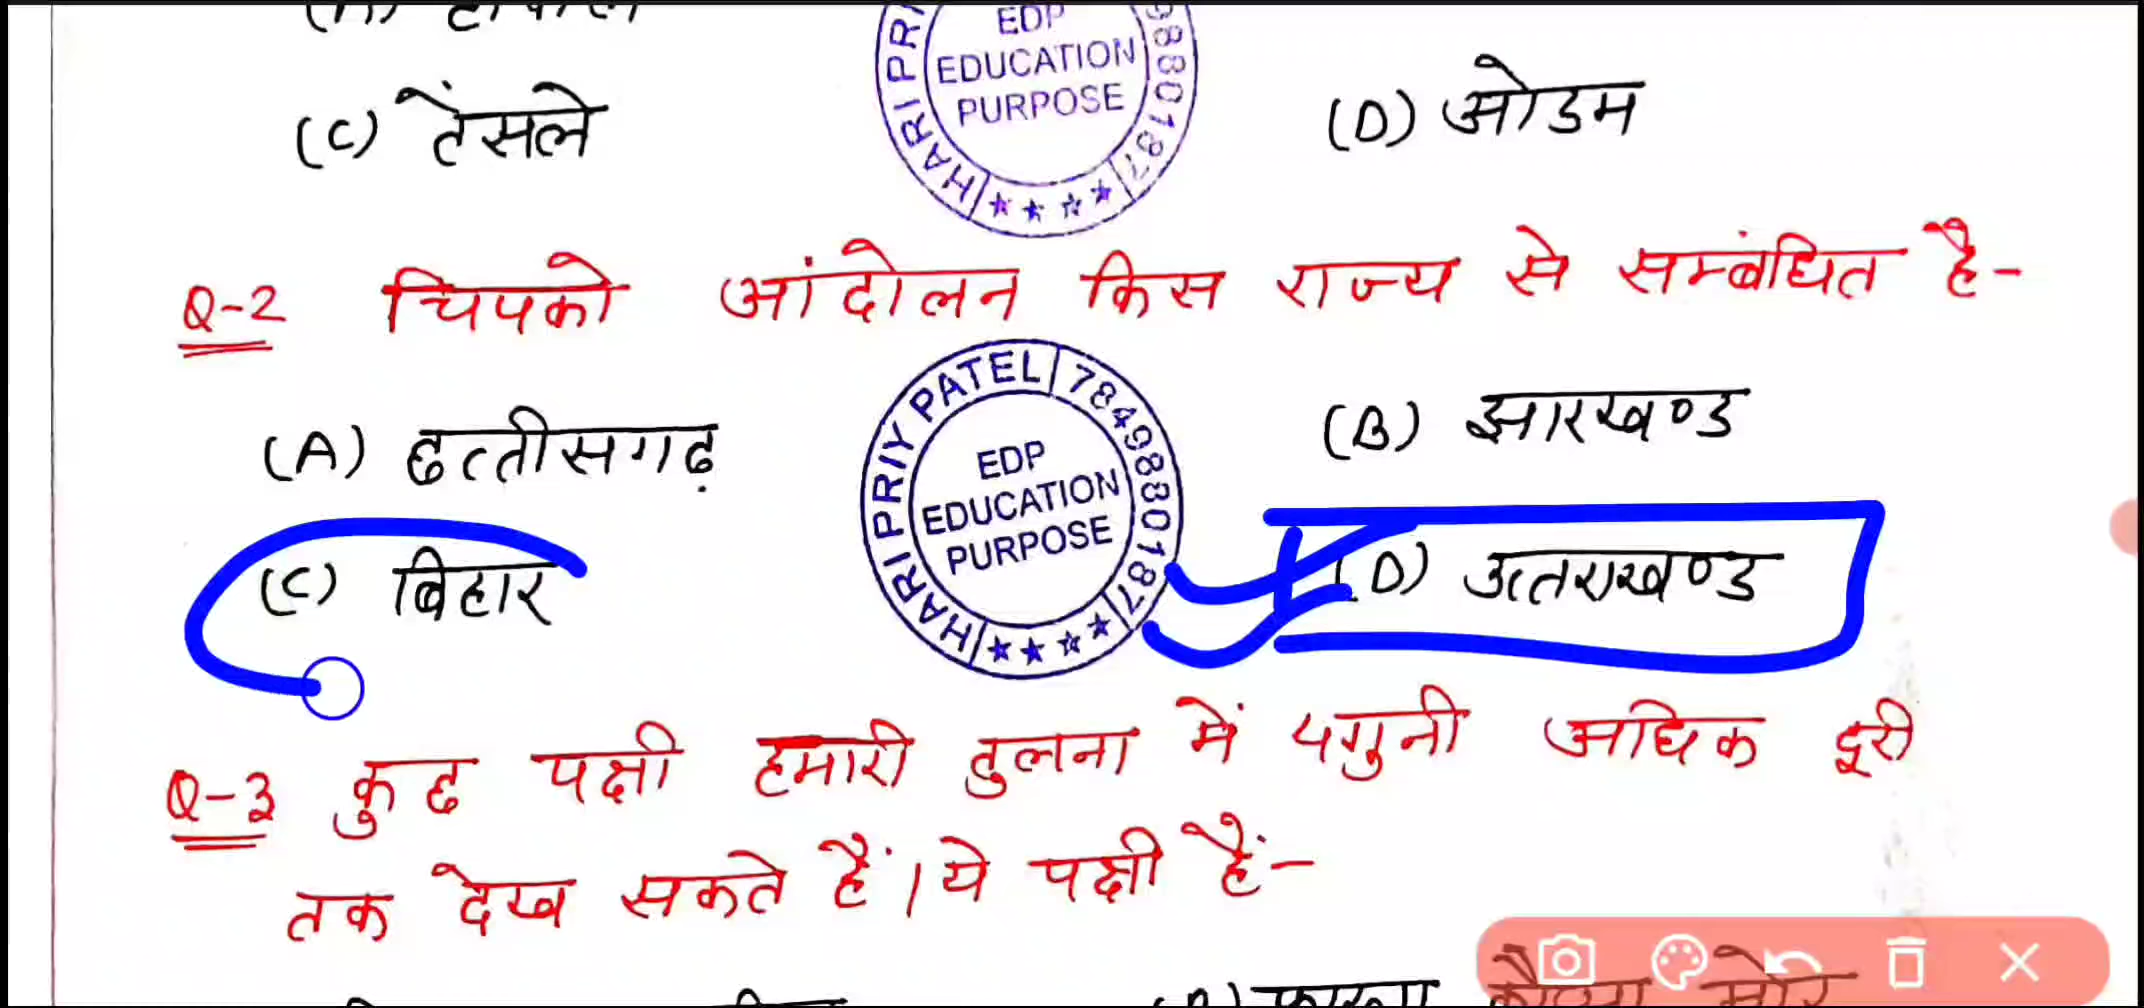 (C) तेंसले
(D) ओडम
EDP
EDUCATION
PURPOSE
Q-2 चिपको आंदोलन किस राज्य से सम्बंधित है-
(A) छत्तीसगढ़
(B) झारखण्ड
HARI PRIY PATEL 7849880187
EDP
EDUCATION
PURPOSE
(C) बिहार
(D) उत्तराखण्ड
Q-3 कुछ पक्षी हमारी तुलना में 4गुनी अधिक दूरी
तक देख सकते हैं। ये पक्षी हैं-